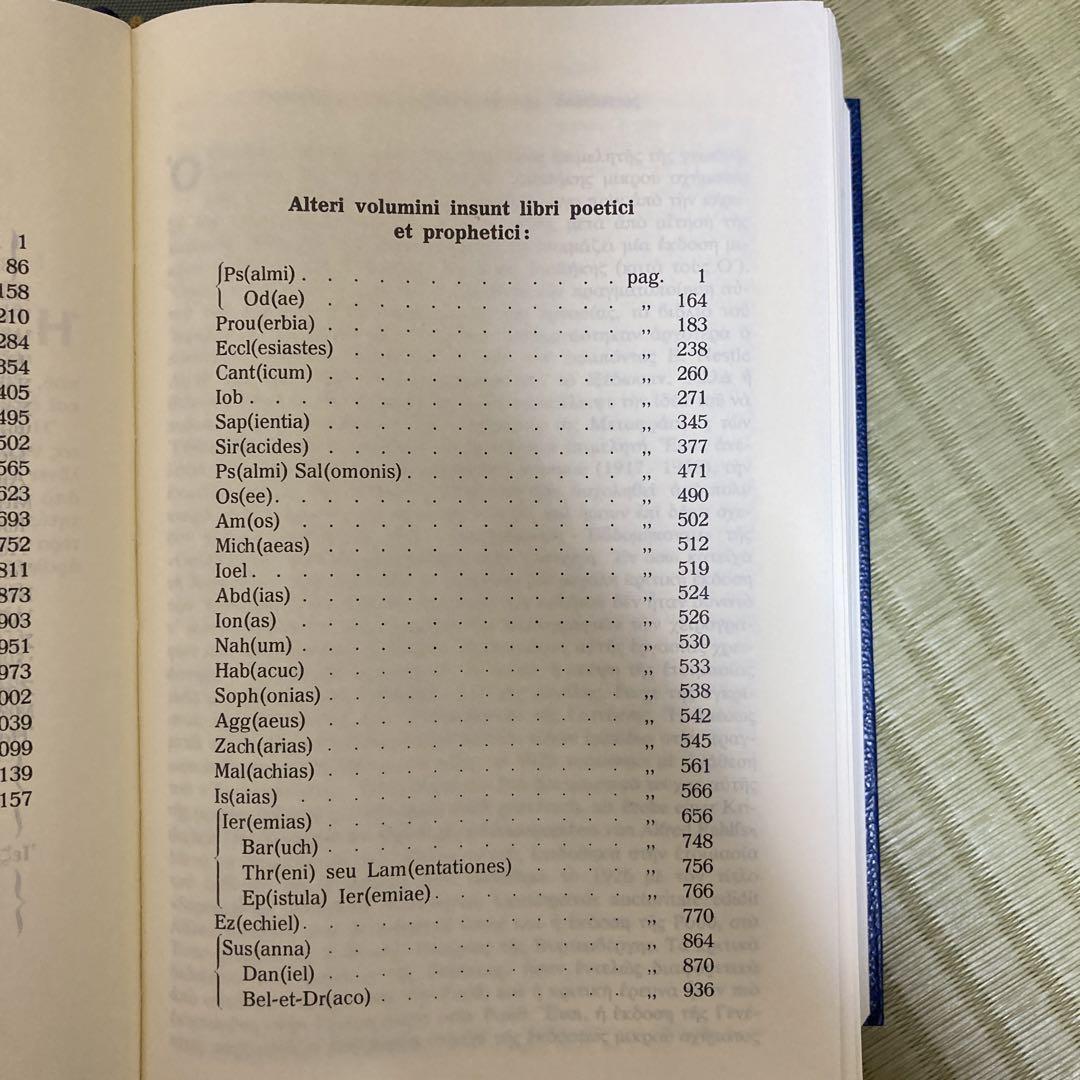 1
86
158
210
284
354
405
495
502
565
623
693
752
811
873
903
951
973
002
039
099
139
157
Alteri volumini insunt libri poetici
et prophetici:
Ps(almi) . . . . . . . . . . . . . pag. 1
Od(ae) . . . . . . . . . . . . „ 164
Prou(erbia) . . . . . . . . . . . . „ 183
Eccl(esiastes) . . . . . . . . . . . „ 238
Cant(icum) . . . . . . . . . . . . „ 260
Iob . . . . . . . . . . . . . . . „ 271
Sap(ientia) . . . . . . . . . . . . „ 345
Sir(acides) . . . . . . . . . . . . „ 377
Ps(almi) Sal(omonis) . . . . . . . . . „ 471
Os(ee). . . . . . . . . . . . . . „ 490
Am(os) . . . . . . . . . . . . . „ 502
Mich(aeas) . . . . . . . . . . . . „ 512
Ioel . . . . . . . . . . . . . . . „ 519
Abd(ias) . . . . . . . . . . . . . „ 524
Ion(as) . . . . . . . . . . . . . „ 526
Nah(um) . . . . . . . . . . . . . „ 530
Hab(acuc) . . . . . . . . . . . . „ 533
Soph(onias) . . . . . . . . . . . . „ 538
Agg(aeus) . . . . . . . . . . . . „ 542
Zach(arias) . . . . . . . . . . . . „ 545
Mal(achias) . . . . . . . . . . . . „ 561
Is(aias) . . . . . . . . . . . . . „ 566
Ier(emias) . . . . . . . . . . . . „ 656
Bar(uch) . . . . . . . . . . . . „ 748
Thr(eni) seu Lam(entationes) . . . . . „ 756
Ep(istula) Ier(emiae) . . . . . . . . „ 766
Ez(echiel). . . . . . . . . . . . . „ 770
Sus(anna) . . . . . . . . . . . . „ 864
Dan(iel) . . . . . . . . . . . . „ 870
Bel-et-Dr(aco) . . . . . . . . . . „ 936